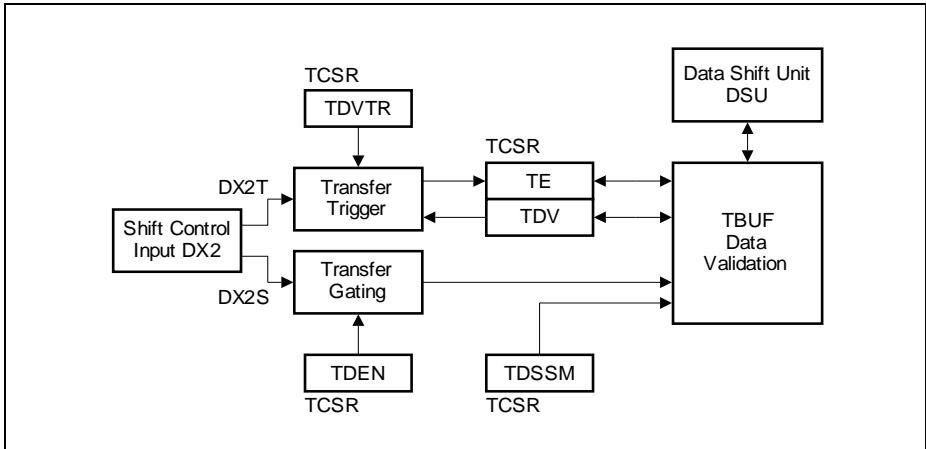 TCSR
TDVTR
Data Shift Unit
DSU
TCSR
DX2T
Transfer
Trigger
TE
TDV
TBUF
Data
Validation
Shift Control
Input DX2
DX2S
Transfer
Gating
TDEN
TCSR
TDSSM
TCSR